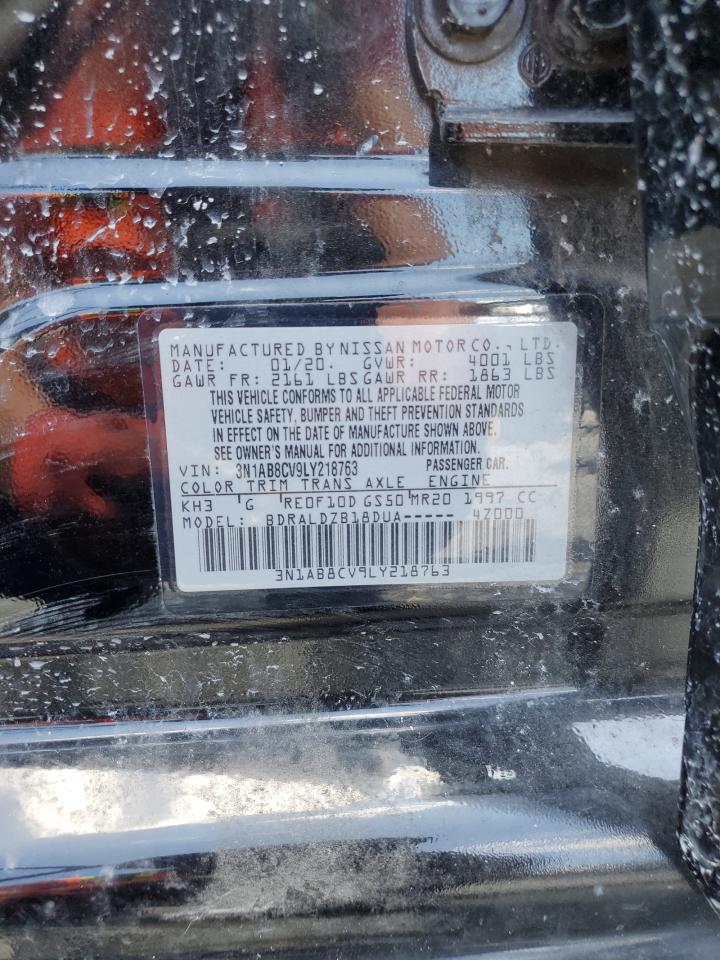 MANUFACTURED BY NISSAN MOTOR CO., LTD.
DATE: 01/20. GVWR: 4001 LBS
GAWR FR: 2161 LBS GAWR RR: 1863 LBS
THIS VEHICLE CONFORMS TO ALL APPLICABLE FEDERAL MOTOR
VEHICLE SAFETY, BUMPER AND THEFT PREVENTION STANDARDS
IN EFFECT ON THE DATE OF MANUFACTURE SHOWN ABOVE.
SEE OWNER'S MANUAL FOR ADDITIONAL INFORMATION.
VIN: 3N1AB8CV9LY218763 PASSENGER CAR.
COLOR TRIM TRANS AXLE ENGINE
KH3 G RE0F10D GS50 MR20 1997 CC
MODEL: BDRALDZB18DUA----- 4Z000
3N1AB8CV9LY218763